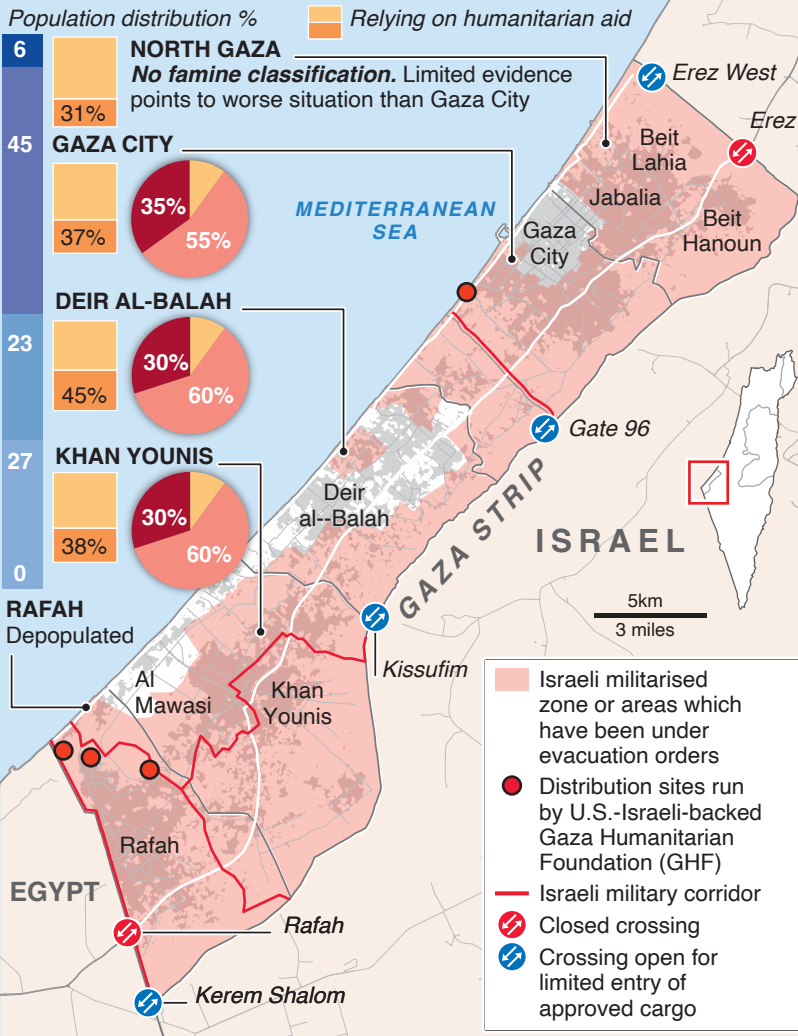 Population distribution %
Relying on humanitarian aid
6
NORTH GAZA
No famine classification. Limited evidence
points to worse situation than Gaza City
31%
Erez West
Erez
45
GAZA CITY
37%
35%
55%
MEDITERRANEAN
SEA
Beit
Lahia
Jabalia
Beit
Hanoun
Gaza
City
DEIR AL-BALAH
23
45%
30%
60%
Gate 96
27
KHAN YOUNIS
38%
30%
60%
Deir
al--Balah
GAZA STRIP
ISRAEL
0
RAFAH
Depopulated
5km
3 miles
Kissufim
Al
Mawasi
Khan
Younis
Rafah
EGYPT
Rafah
Kerem Shalom
Israeli militarised
zone or areas which
have been under
evacuation orders
Distribution sites run
by U.S.-Israeli-backed
Gaza Humanitarian
Foundation (GHF)
Israeli military corridor
Closed crossing
Crossing open for
limited entry of
approved cargo